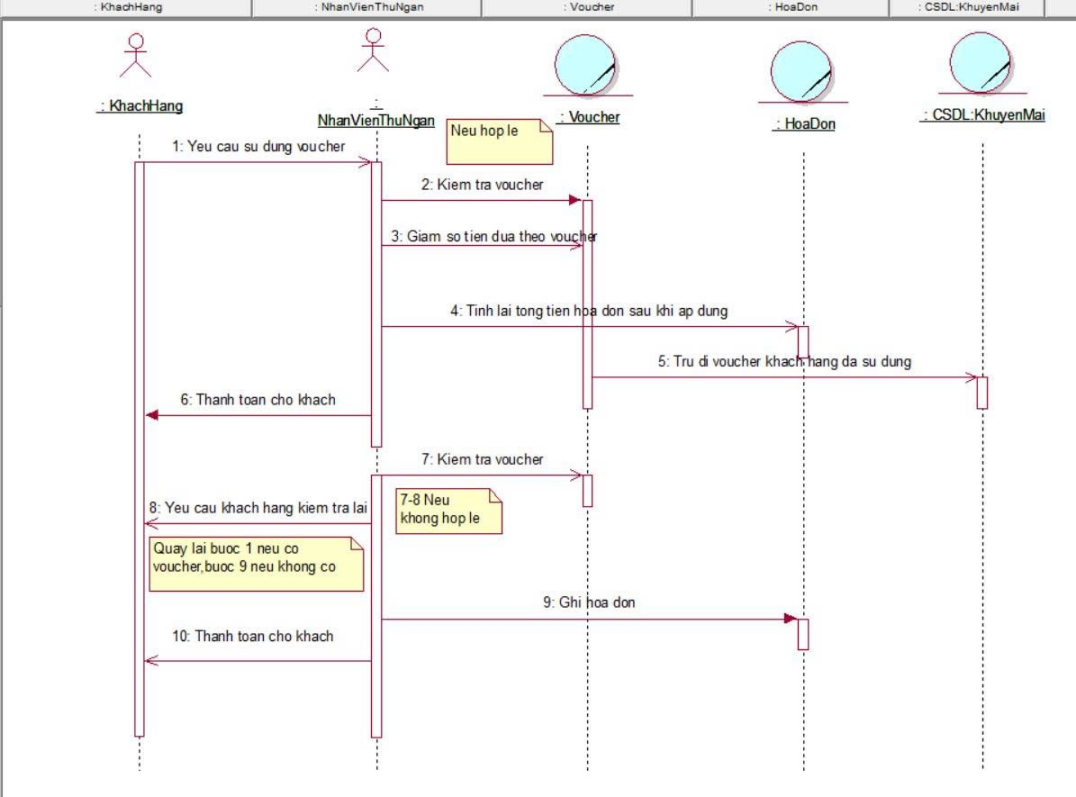 : KhachHang
: NhanVienThuNgan
: Voucher
: HoaDon
: CSDL:KhuyenMai
: KhachHang
:
NhanVienThuNgan
: Voucher
: HoaDon
: CSDL:KhuyenMai
Neu hop le
1: Yeu cau su dung voucher
2: Kiem tra voucher
3: Giam so tien dua theo voucher
4: Tinh lai tong tien hoa don sau khi ap dung
5: Tru di voucher khach hang da su dung
6: Thanh toan cho khach
7: Kiem tra voucher
7-8 Neu
khong hop le
8: Yeu cau khach hang kiem tra lai
Quay lai buoc 1 neu co
voucher,buoc 9 neu khong co
9: Ghi hoa don
10: Thanh toan cho khach